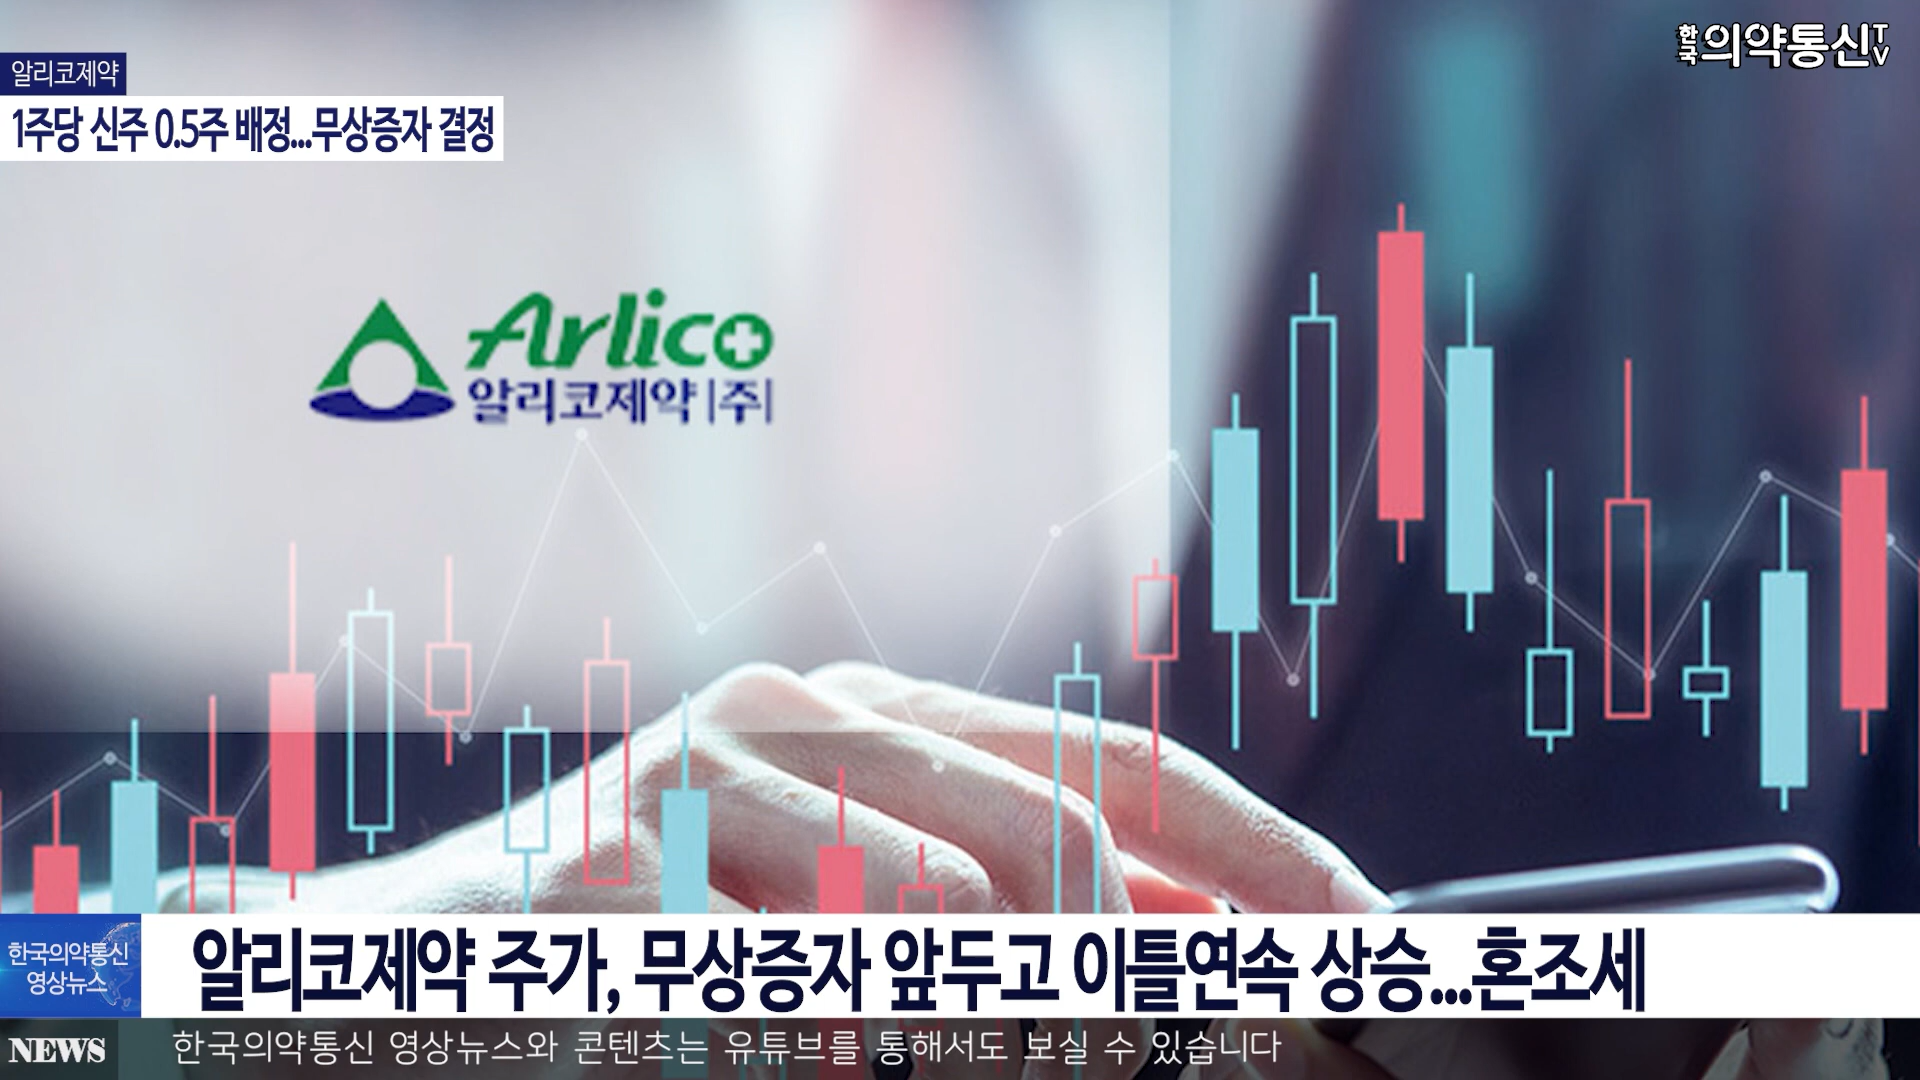 한국의약통신TV
알리코제약
1주당 신주 0.5주 배정...무상증자 결정
Arlico
알리코제약|주|
한국의약통신
영상뉴스
알리코제약 주가, 무상증자 앞두고 이틀연속 상승...혼조세
NEWS
한국의약통신 영상뉴스와 콘텐츠는 유튜브를 통해서도 보실 수 있습니다